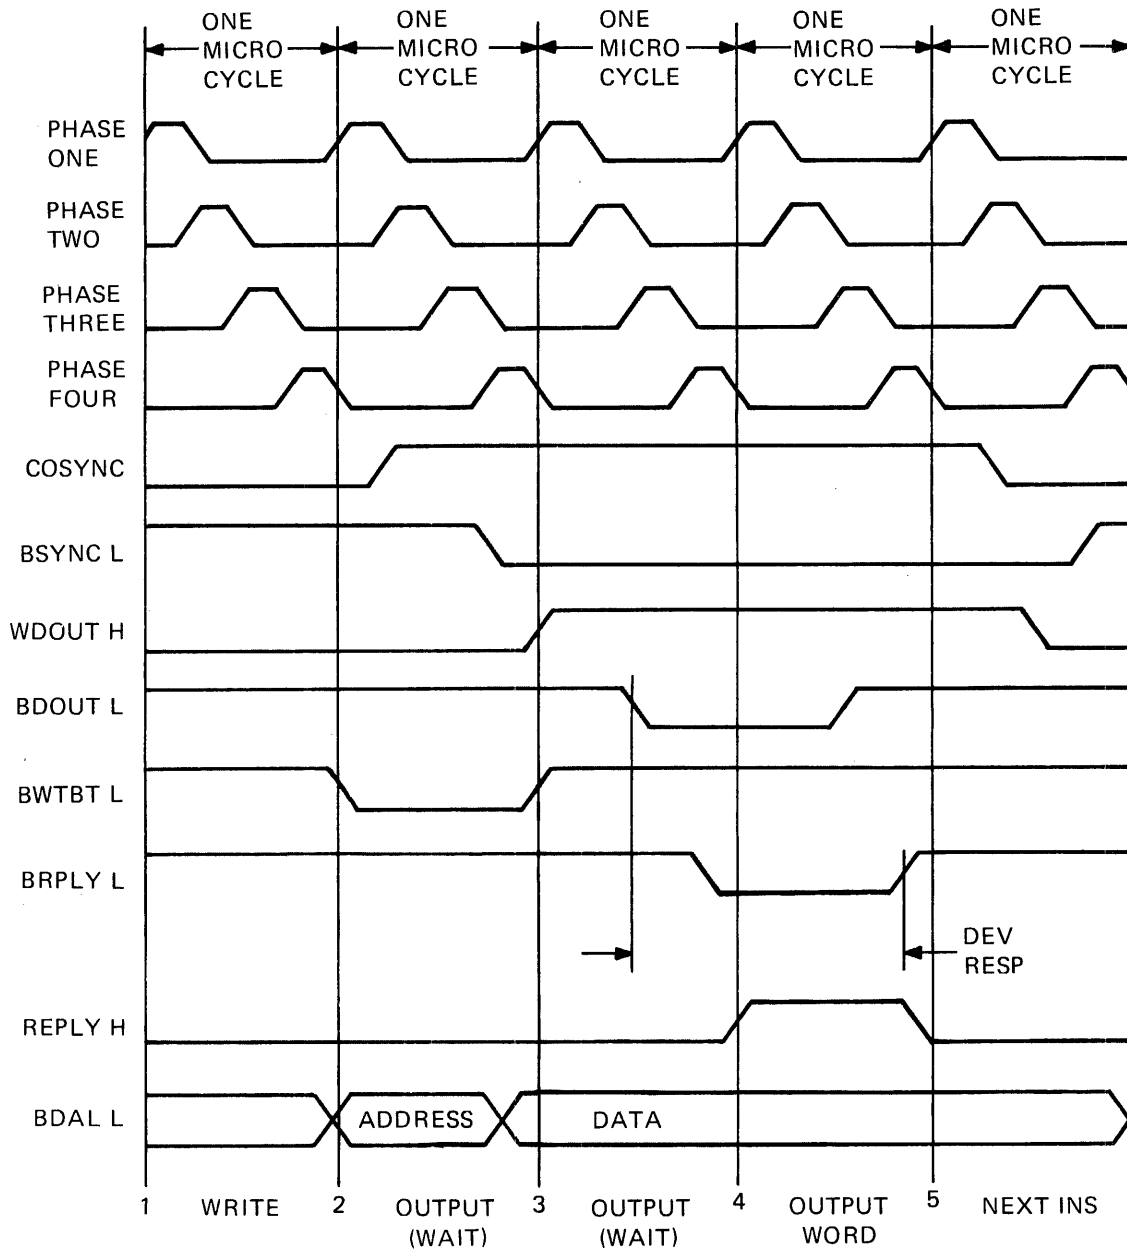 ONE MICRO CYCLE
ONE MICRO CYCLE
ONE MICRO CYCLE
ONE MICRO CYCLE
ONE MICRO CYCLE
PHASE
ONE
PHASE
TWO
PHASE
THREE
PHASE
FOUR
COSYNC
BSYNC L
WDOUT H
BDOUT L
BWTBT L
BRPLY L
DEV
RESP
REPLY H
BDAL L
ADDRESS
DATA
1 WRITE 2 OUTPUT (WAIT) 3 OUTPUT (WAIT) 4 OUTPUT WORD 5 NEXT INS